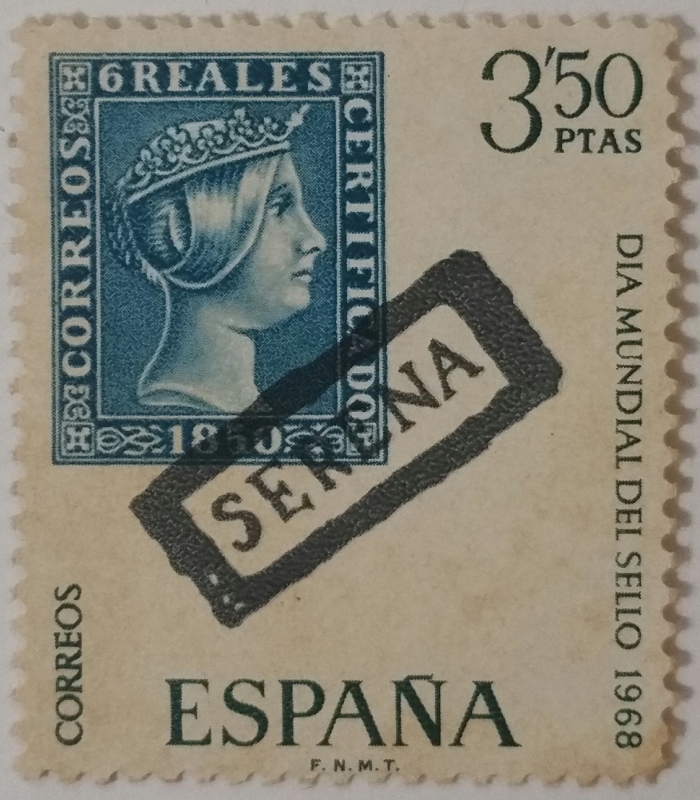 6 REALES
CORREOS
CERTIFICADO
1850
3'50
PTAS
SERENA
DIA MUNDIAL DEL SELLO 1968
CORREOS
ESPAÑA
F. N. M. T.